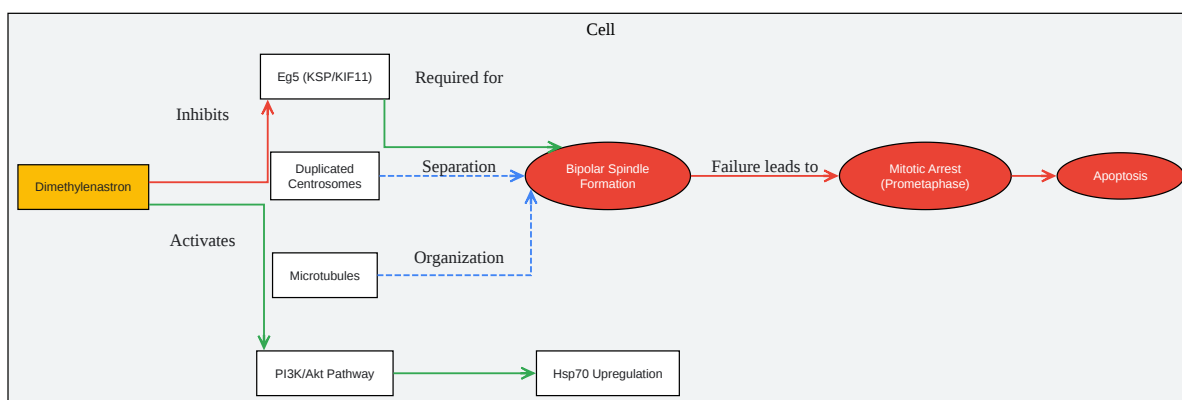 Cell
Eg5 (KSP/KIF11)
Required for
Inhibits
Dimethylenastron
Duplicated
Centrosomes
Separation
Bipolar Spindle
Formation
Failure leads to
Mitotic Arrest
(Prometaphase)
Apoptosis
Activates
Microtubules
Organization
PI3K/Akt Pathway
Hsp70 Upregulation